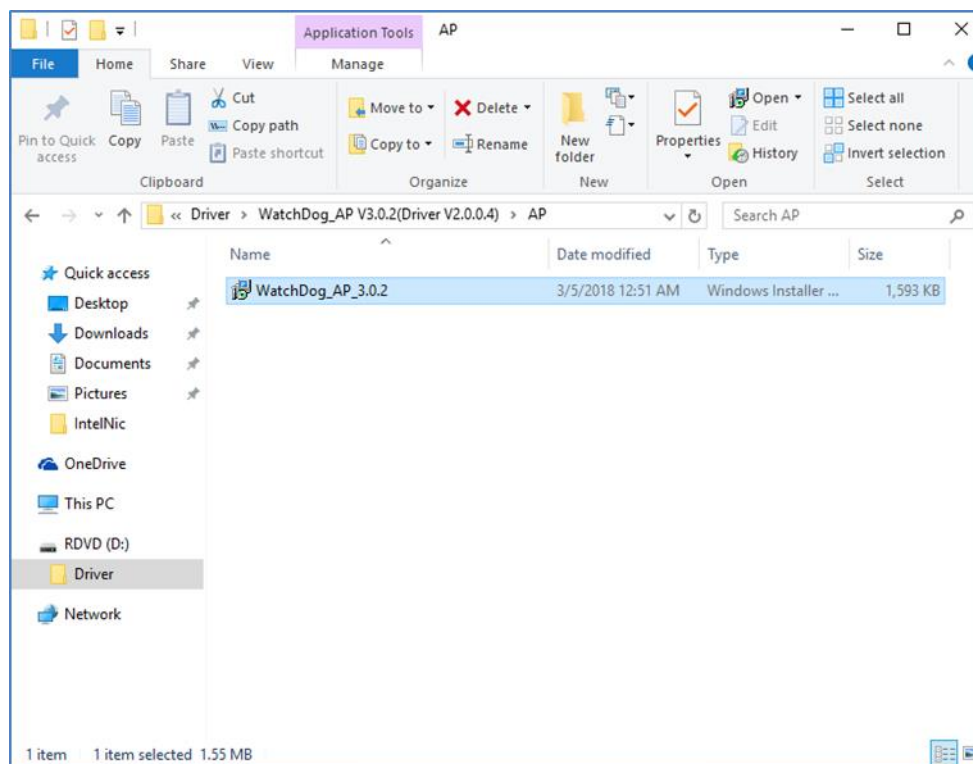 Application Tools AP
File Home Share View Manage
Pin to Quick access
Copy
Paste
Cut
Copy path
Paste shortcut
Clipboard
Move to
Copy to
Delete
Rename
Organize
New folder
New
Properties
Open
Edit
History
Open
Select all
Select none
Invert selection
Select
« Driver > WatchDog_AP V3.0.2(Driver V2.0.0.4) > AP
Search AP
Name Date modified Type Size
WatchDog_AP_3.0.2 3/5/2018 12:51 AM Windows Installer ... 1,593 KB
Quick access
Desktop
Downloads
Documents
Pictures
IntelNic
OneDrive
This PC
RDVD (D:)
Driver
Network
1 item 1 item selected 1.55 MB